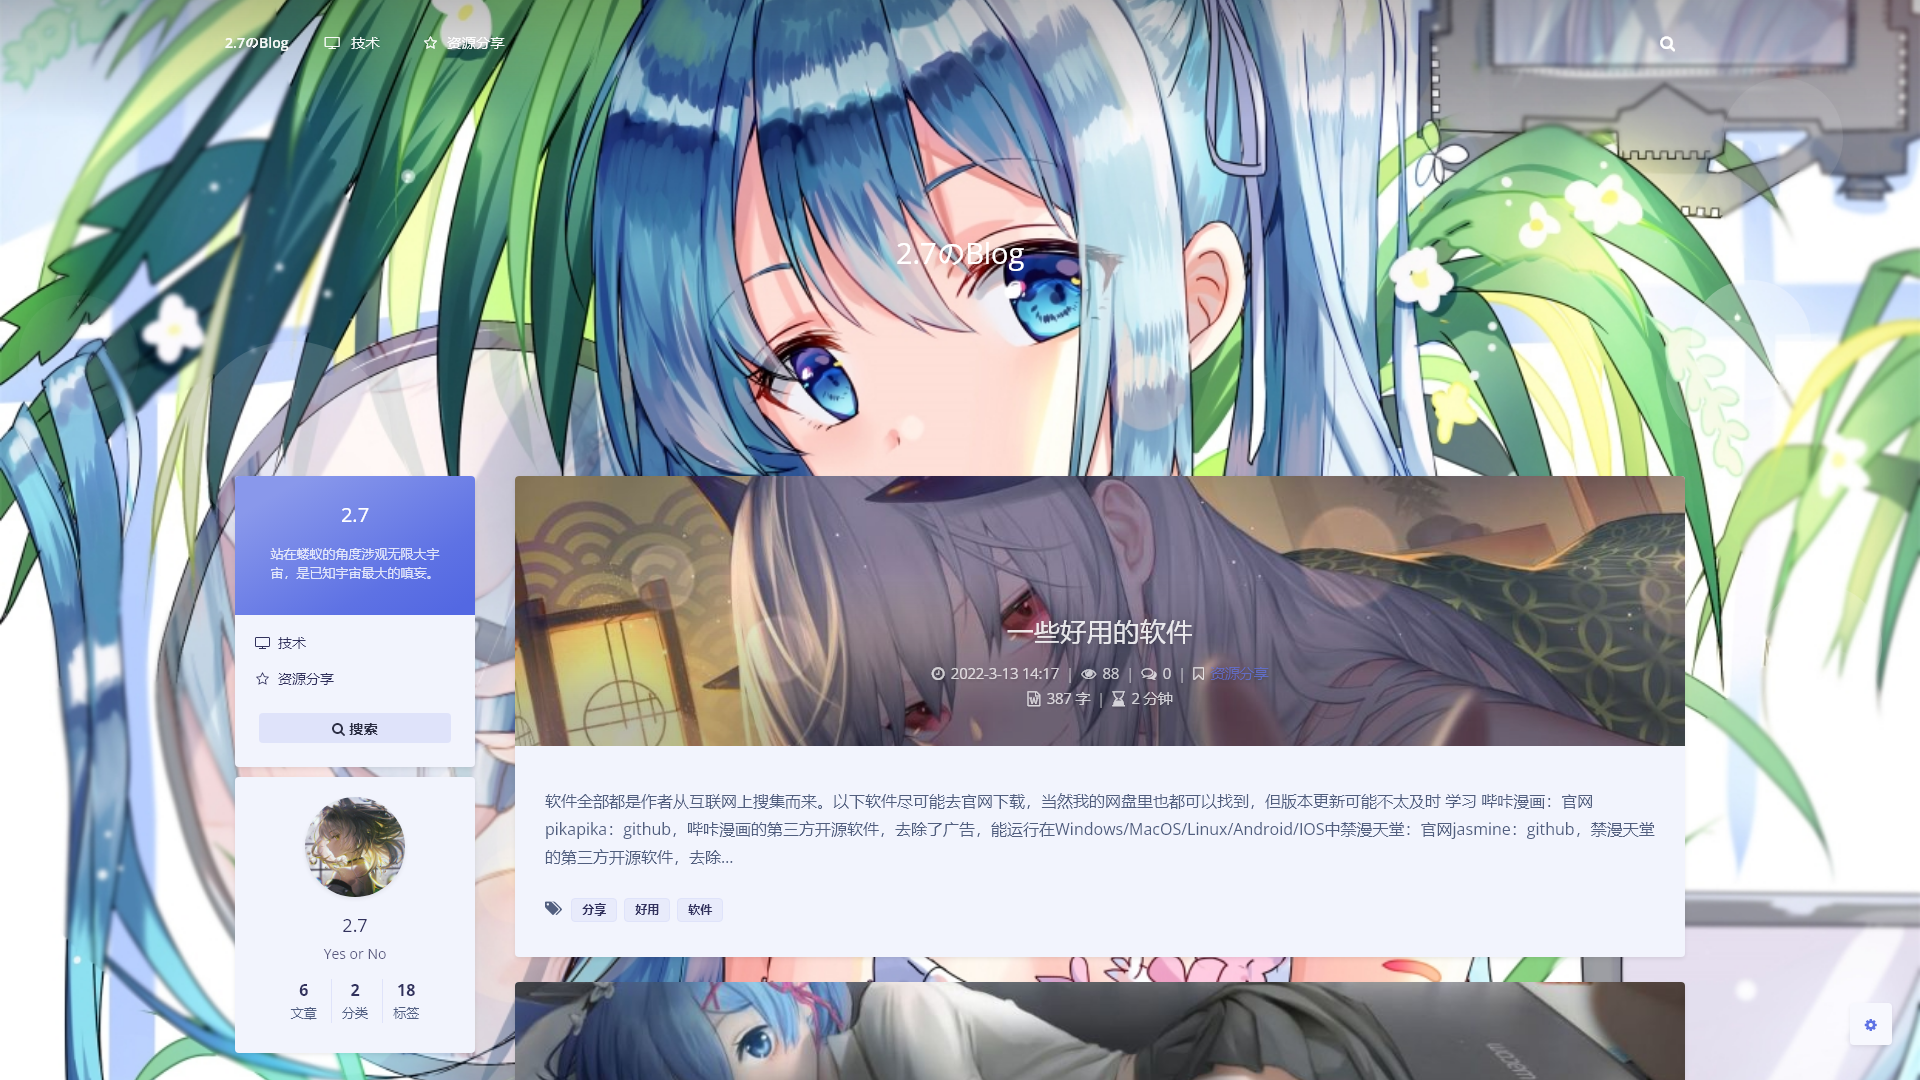 2.7のBlog 技术 资源分享
2.7のBlog
2.7
站在蝼蚁的角度涉观无限大宇
宙，是已知宇宙最大的嗔妄。
技术
资源分享
搜索
2.7
Yes or No
6 2 18
文章 分类 标签
一些好用的软件
2022-3-13 14:17 | 88 | 0 | 资源分享
387 字 | 2 分钟
软件全部都是作者从互联网上搜集而来。以下软件尽可能去官网下载，当然我的网盘里也都可以找到，但版本更新可能不太及时 学习 哔咔漫画：官网
pikapika：github，哔咔漫画的第三方开源软件，去除了广告，能运行在Windows/MacOS/Linux/Android/IOS中禁漫天堂：官网jasmine：github，禁漫天堂
的第三方开源软件，去除...
分享 好用 软件
wacom